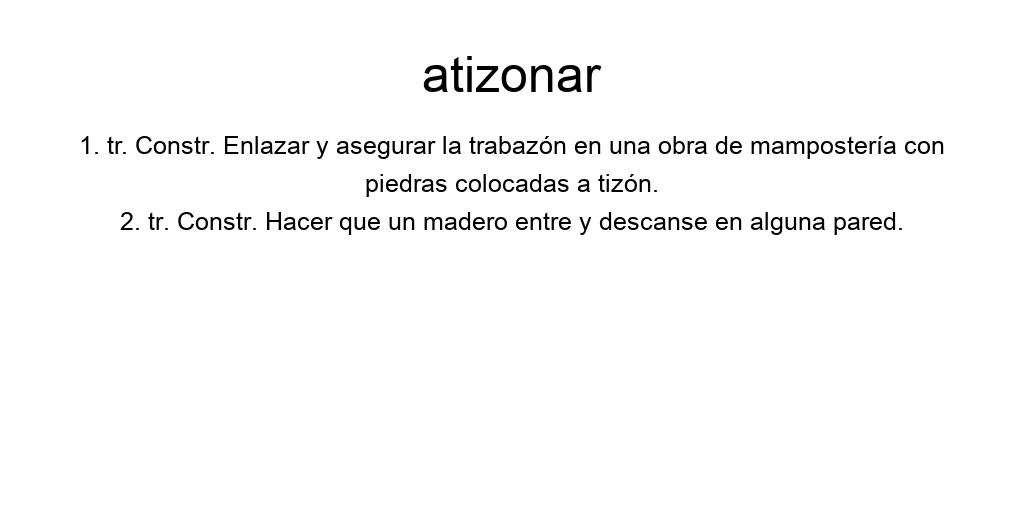 atizonar
1. tr. Constr. Enlazar y asegurar la trabazón en una obra de mampostería con
piedras colocadas a tizón.
2. tr. Constr. Hacer que un madero entre y descanse en alguna pared.